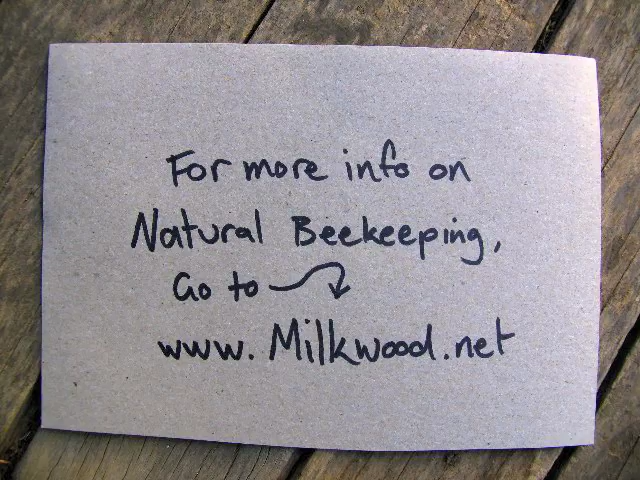 For more info on
Natural Beekeeping,
Go to
www.Milkwood.net